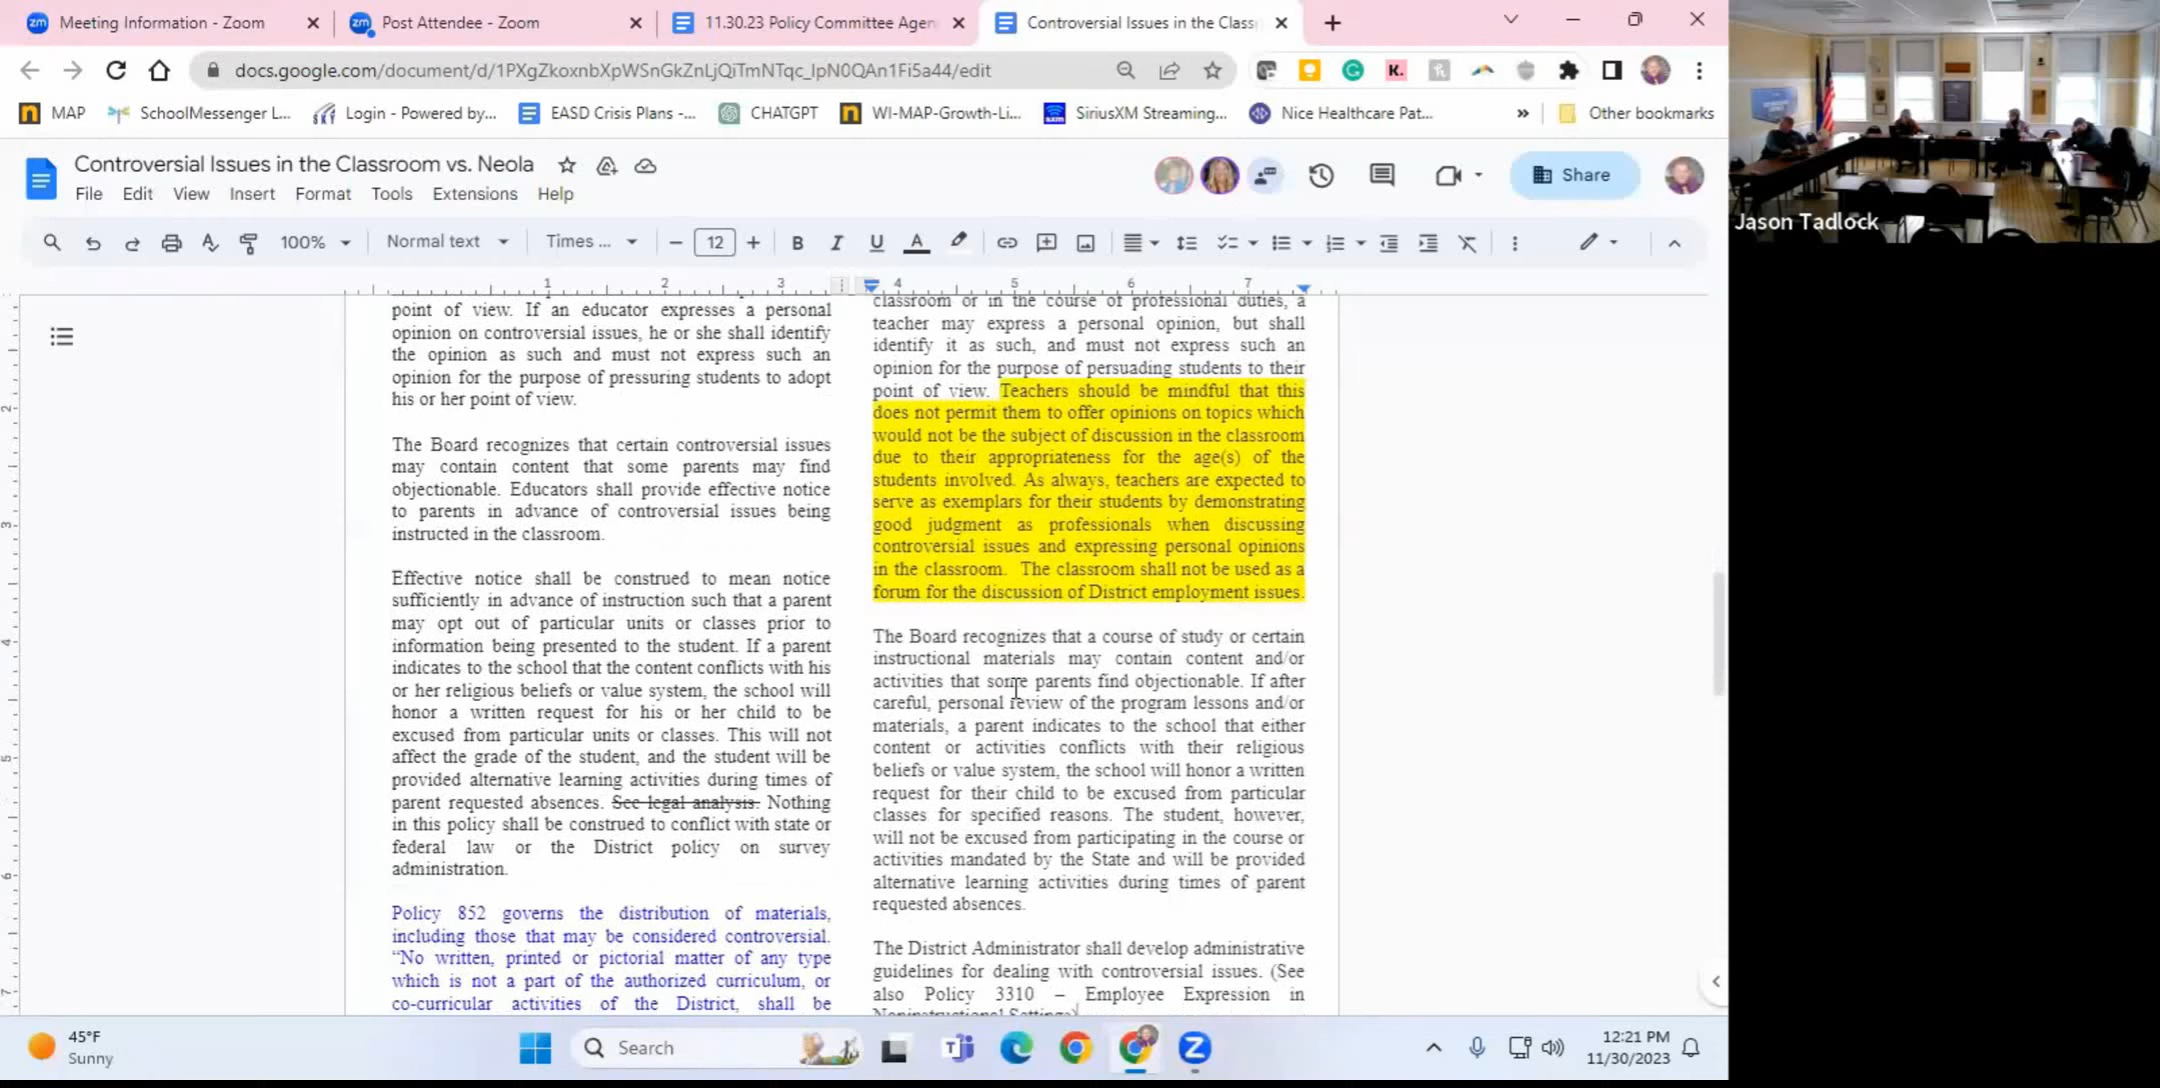 Meeting Information - Zoom
Post Attendee - Zoom
11.30.23 Policy Committee Agen
Controversial Issues in the Class
docs.google.com/document/d/1PXgZkoxnbXpWSnGkZnLjQiTmNTqc_IpN0QAn1Fi5a44/edit
MAP
SchoolMessenger L...
Login - Powered by...
EASD Crisis Plans -...
CHATGPT
WI-MAP-Growth-Li...
SiriusXM Streaming...
Nice Healthcare Pat...
»
Other bookmarks
Controversial Issues in the Classroom vs. Neola
File Edit View Insert Format Tools Extensions Help
Share
100% Normal text Times ... 12
1 2 3 4 5 6 7
point of view. If an educator expresses a personal
opinion on controversial issues, he or she shall identify
the opinion as such and must not express such an
opinion for the purpose of pressuring students to adopt
his or her point of view.
The Board recognizes that certain controversial issues
may contain content that some parents may find
objectionable. Educators shall provide effective notice
to parents in advance of controversial issues being
instructed in the classroom.
Effective notice shall be construed to mean notice
sufficiently in advance of instruction such that a parent
may opt out of particular units or classes prior to
information being presented to the student. If a parent
indicates to the school that the content conflicts with his
or her religious beliefs or value system, the school will
honor a written request for his or her child to be
excused from particular units or classes. This will not
affect the grade of the student, and the student will be
provided alternative learning activities during times of
parent requested absences. See legal analysis. Nothing
in this policy shall be construed to conflict with state or
federal law or the District policy on survey
administration.
Policy 852 governs the distribution of materials,
including those that may be considered controversial.
“No written, printed or pictorial matter of any type
which is not a part of the authorized curriculum, or
co-curricular activities of the District, shall be
classroom or in the course of professional duties, a
teacher may express a personal opinion, but shall
identify it as such, and must not express such an
opinion for the purpose of persuading students to their
point of view. Teachers should be mindful that this
does not permit them to offer opinions on topics which
would not be the subject of discussion in the classroom
due to their appropriateness for the age(s) of the
students involved. As always, teachers are expected to
serve as exemplars for their students by demonstrating
good judgment as professionals when discussing
controversial issues and expressing personal opinions
in the classroom. The classroom shall not be used as a
forum for the discussion of District employment issues.
The Board recognizes that a course of study or certain
instructional materials may contain content and/or
activities that some parents find objectionable. If after
careful, personal review of the program lessons and/or
materials, a parent indicates to the school that either
content or activities conflicts with their religious
beliefs or value system, the school will honor a written
request for their child to be excused from particular
classes for specified reasons. The student, however,
will not be excused from participating in the course or
activities mandated by the State and will be provided
alternative learning activities during times of parent
requested absences.
The District Administrator shall develop administrative
guidelines for dealing with controversial issues. (See
also Policy 3310 – Employee Expression in
Noninstructional Settings)
Jason Tadlock
45°F
Sunny
Search
12:21 PM
11/30/2023